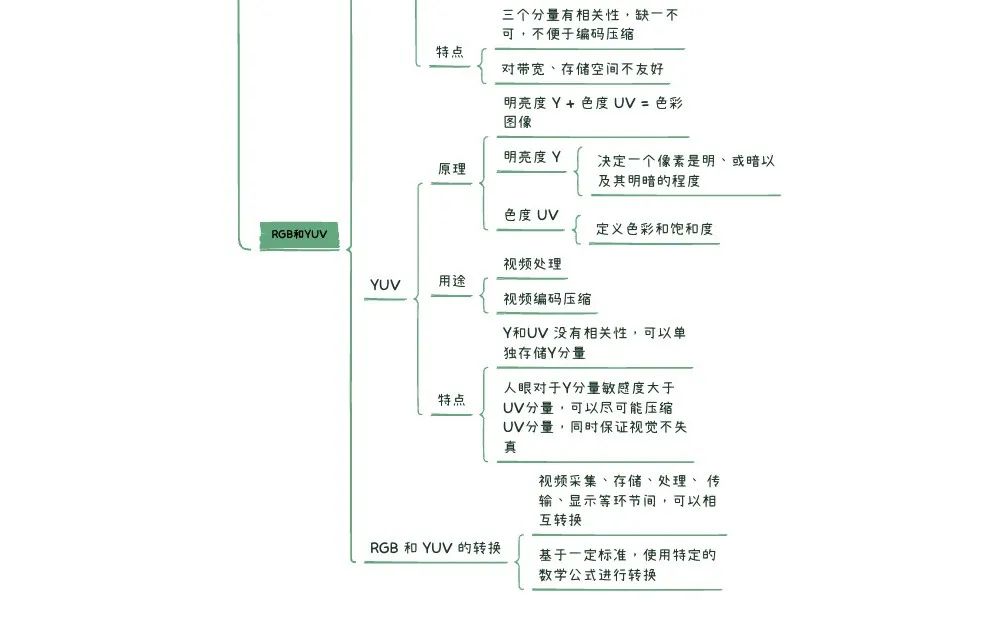 三个分量有相关性，缺一不
可，不便于编码压缩
特点
对带宽、存储空间不友好
明亮度 Y + 色度 UV = 色彩
图像
原理
明亮度 Y
决定一个像素是明、或暗以
及其明暗的程度
色度 UV
定义色彩和饱和度
RGB和YUV
YUV
用途
视频处理
视频编码压缩
Y和UV 没有相关性，可以单
独存储Y分量
特点
人眼对于Y分量敏感度大于
UV分量，可以尽可能压缩
UV分量，同时保证视觉不失
真
视频采集、存储、处理、 传
输、显示等环节间，可以相
互转换
RGB 和 YUV 的转换
基于一定标准，使用特定的
数学公式进行转换